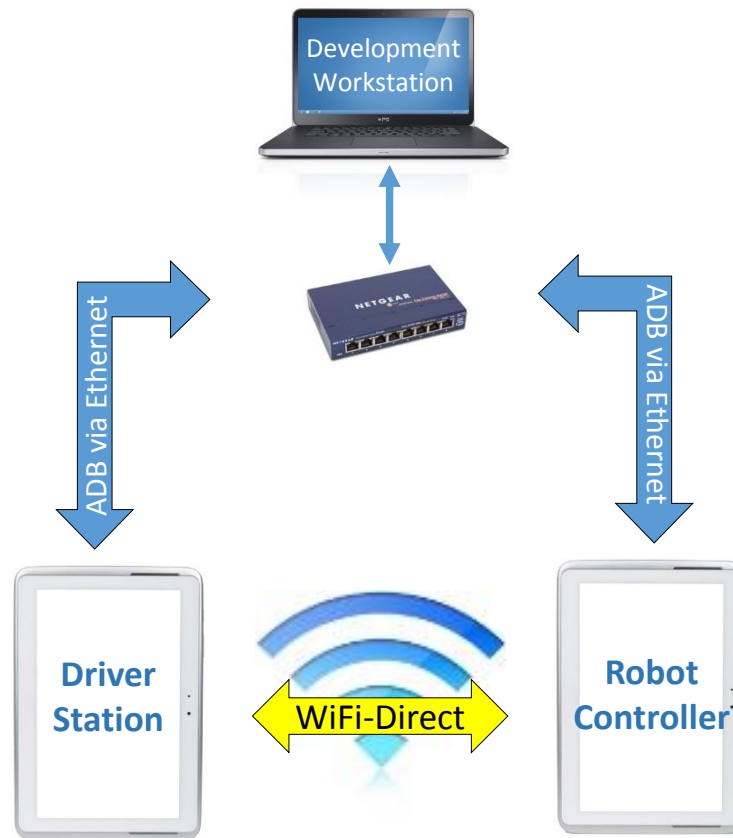 Development
Workstation
NETGEAR
ADB via Ethernet
ADB via Ethernet
Driver
Station
WiFi-Direct
Robot
Controller